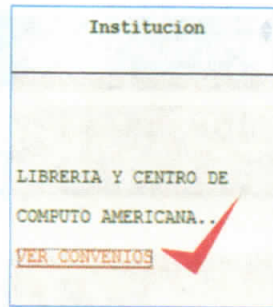 Institucion
LIBRERIA Y CENTRO DE
COMPUTO AMERICANA..
VER CONVENIOS